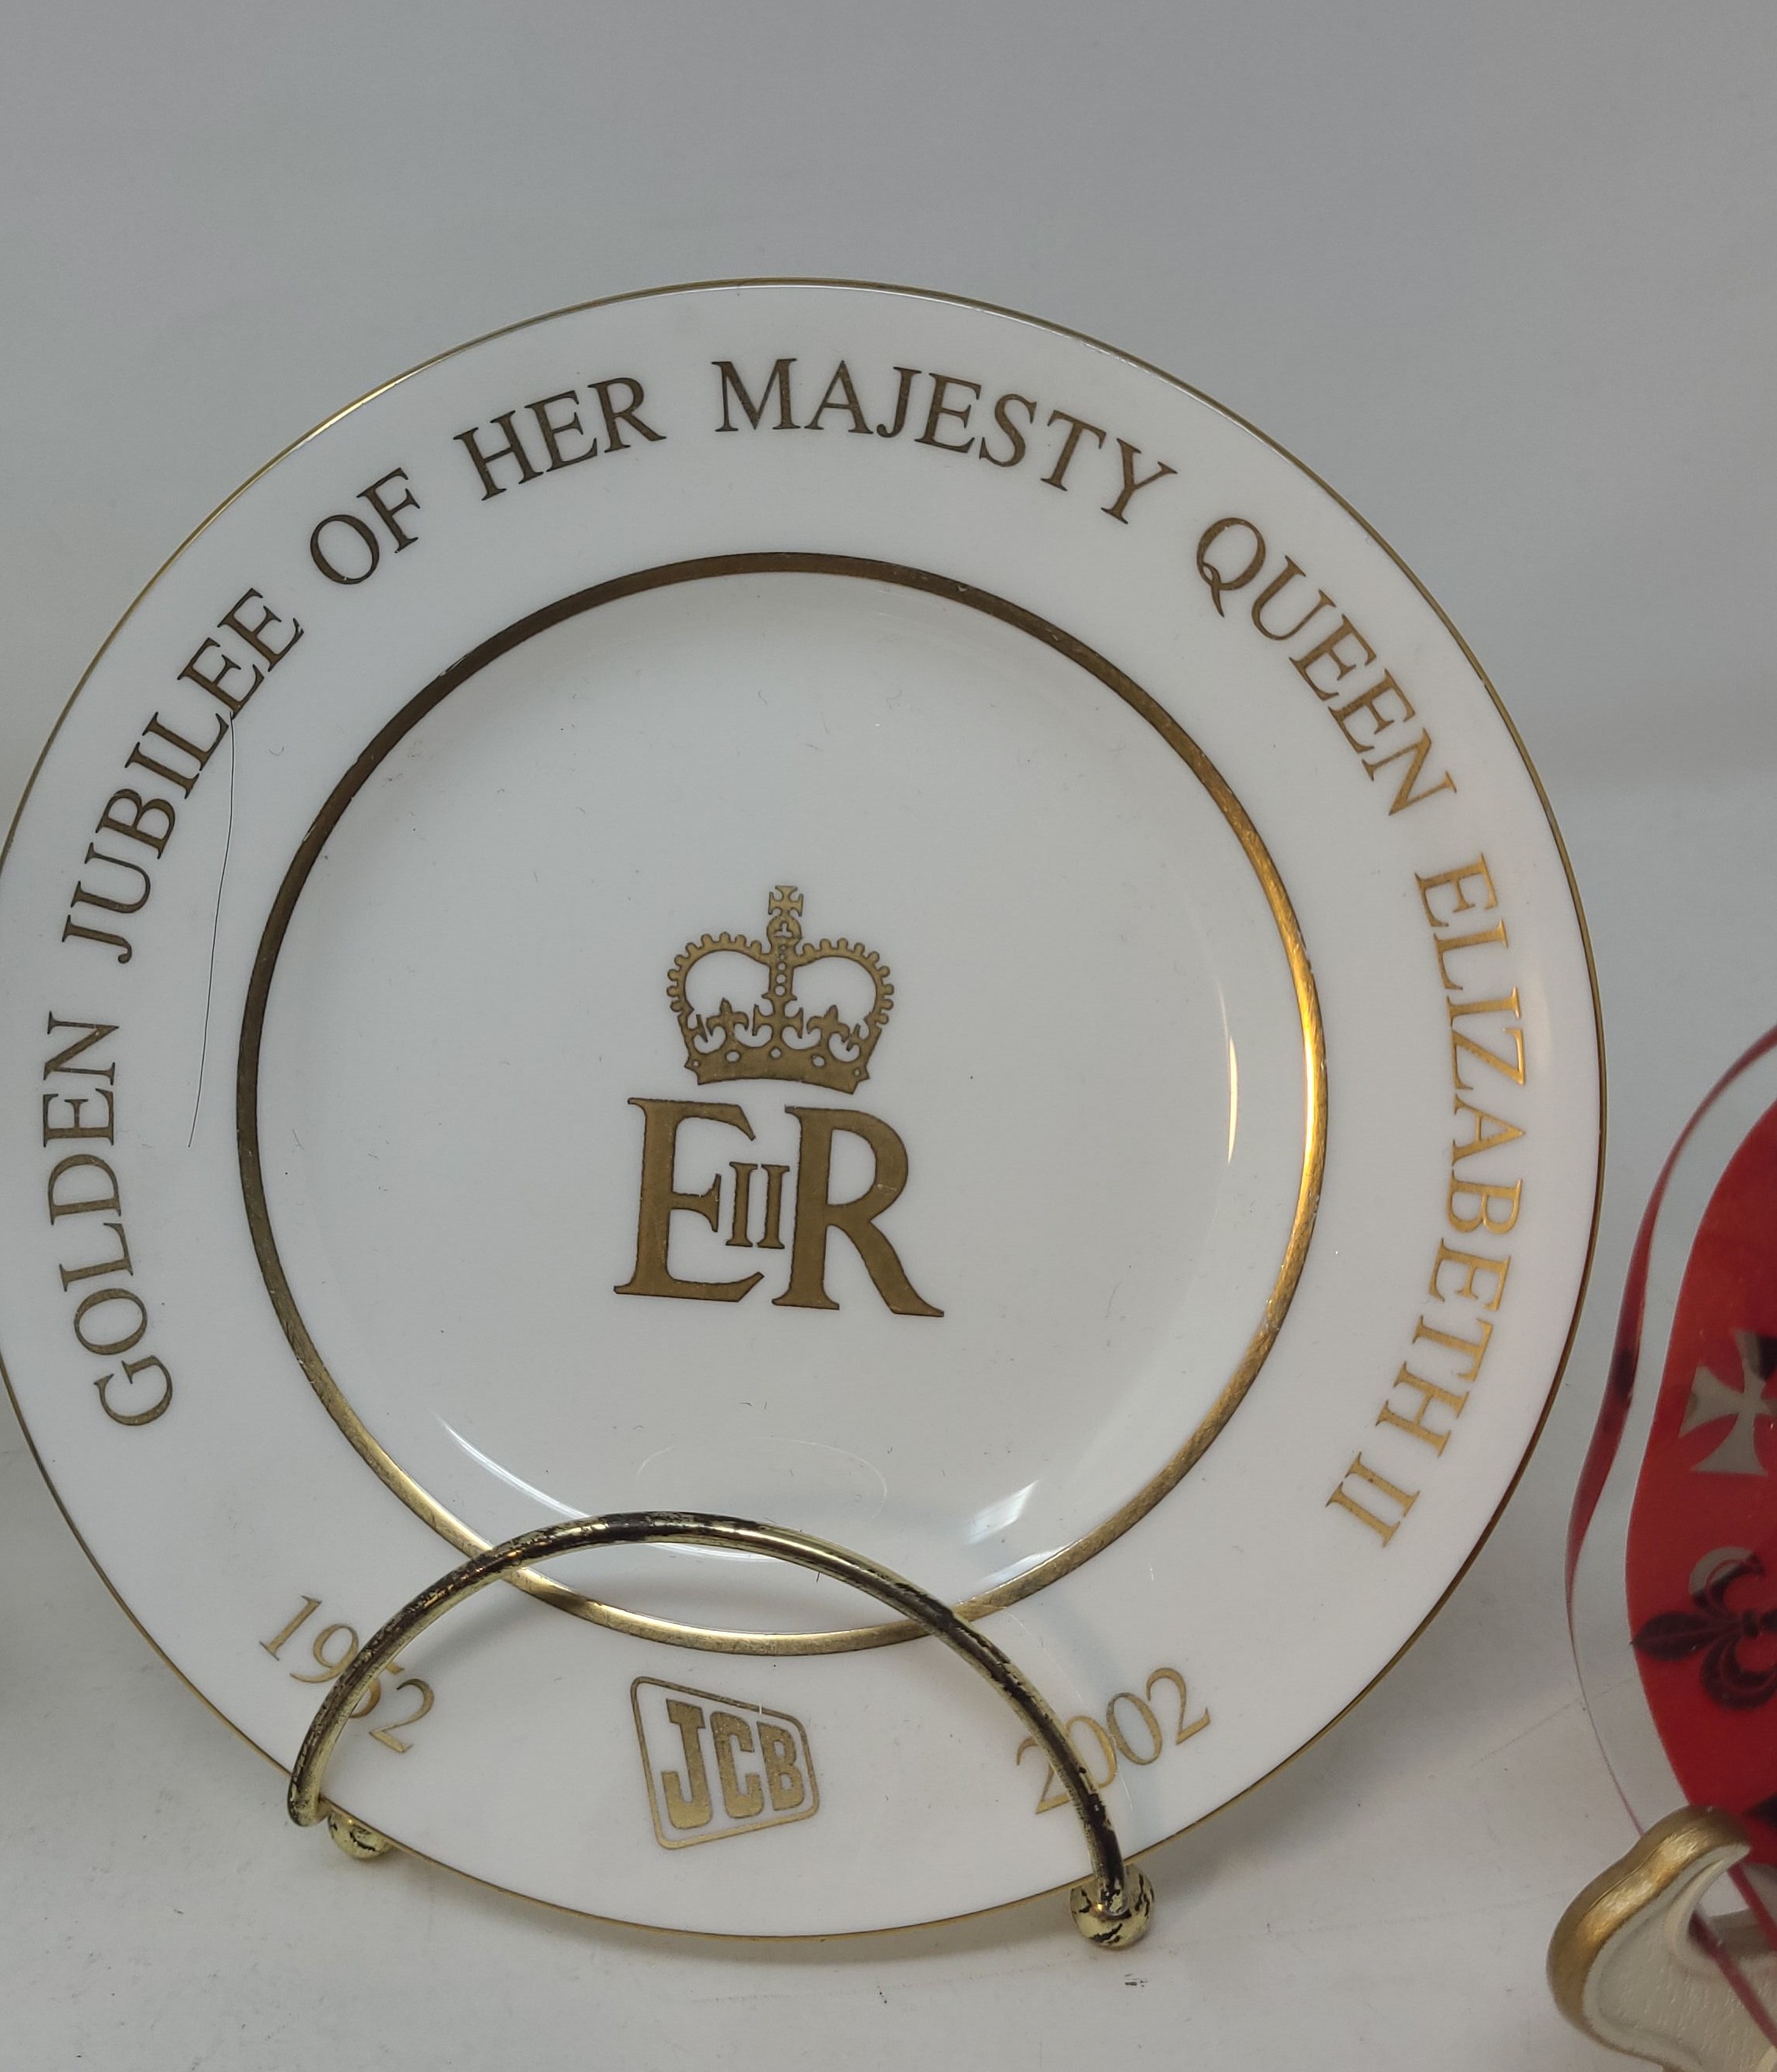 GOLDEN JUBILEE OF HER MAJESTY QUEEN ELIZABETH II
EIIR
1952
JCB
2002